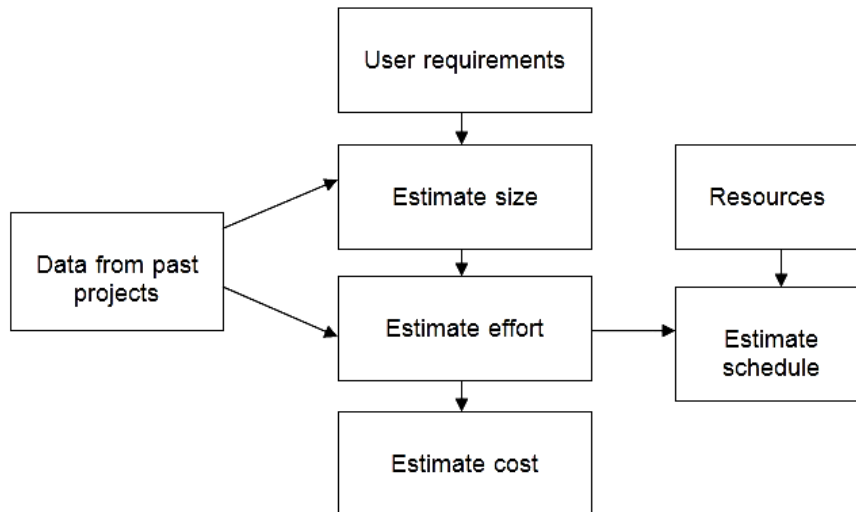 User requirements
Estimate size
Resources
Data from past
projects
Estimate effort
Estimate
schedule
Estimate cost